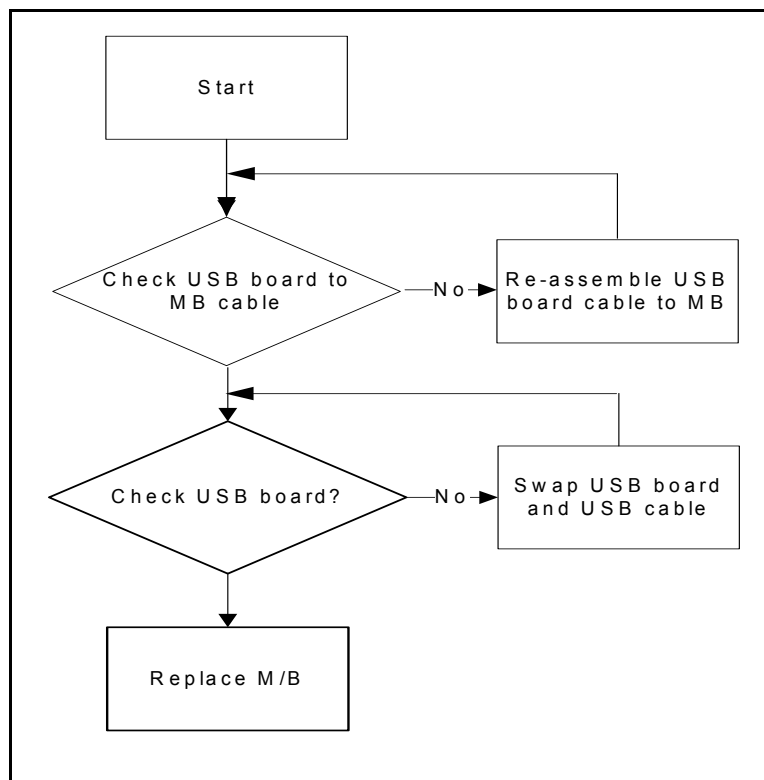 Start
Check USB board to
MB cable
No
Re-assemble USB
board cable to MB
Check USB board?
No
Swap USB board
and USB cable
Replace M/B